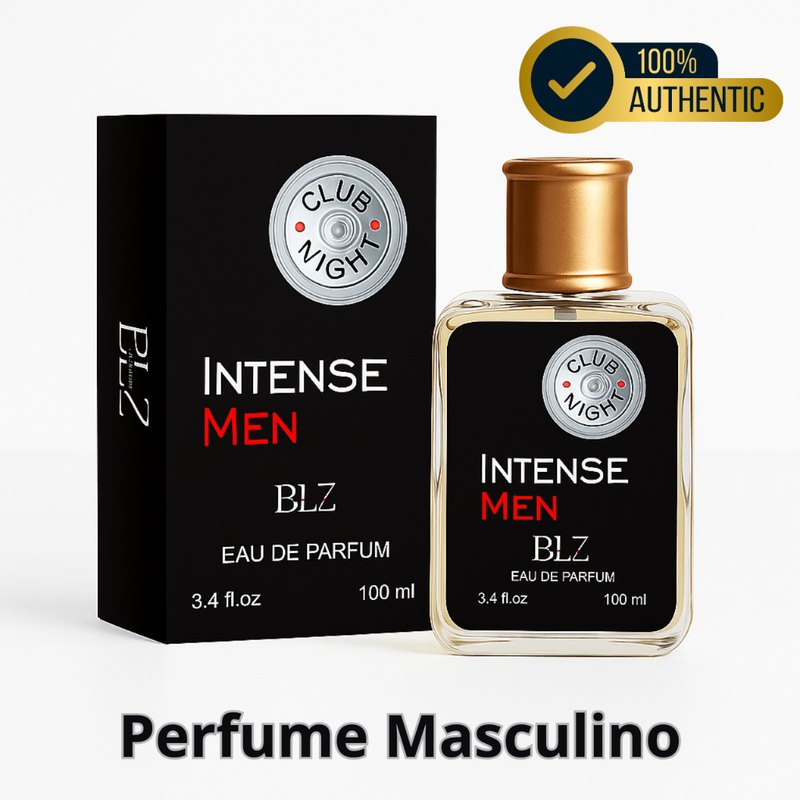 100%
AUTHENTIC
CLUB
NIGHT
INTENSE
MEN
BLZ
EAU DE PARFUM
3.4 fl.oz 100 ml
BLZ
CLUB
NIGHT
INTENSE
MEN
BLZ
EAU DE PARFUM
3.4 fl.oz 100 ml
Perfume Masculino